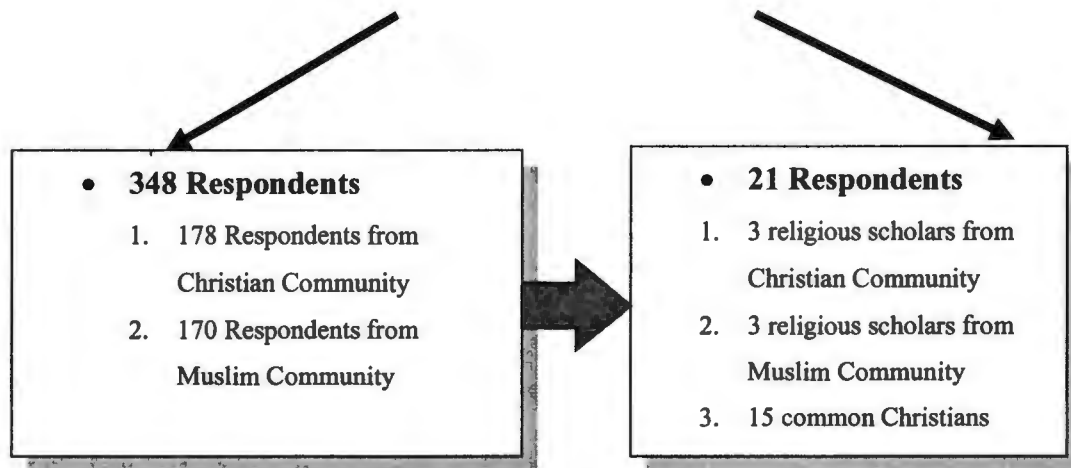 • 348 Respondents
1. 178 Respondents from
Christian Community
2. 170 Respondents from
Muslim Community
• 21 Respondents
1. 3 religious scholars from
Christian Community
2. 3 religious scholars from
Muslim Community
3. 15 common Christians